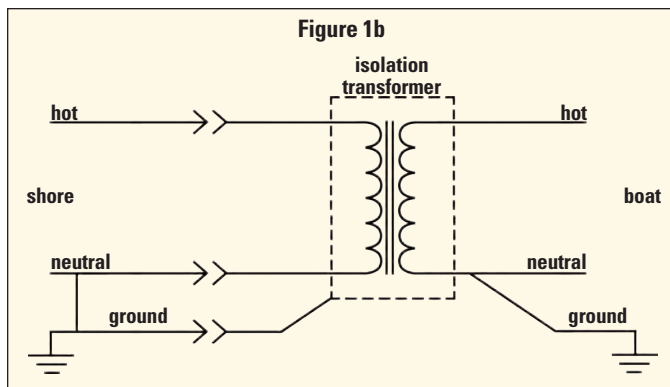 Figure 1b
isolation
transformer
hot
hot
shore
boat
neutral
neutral
ground
ground